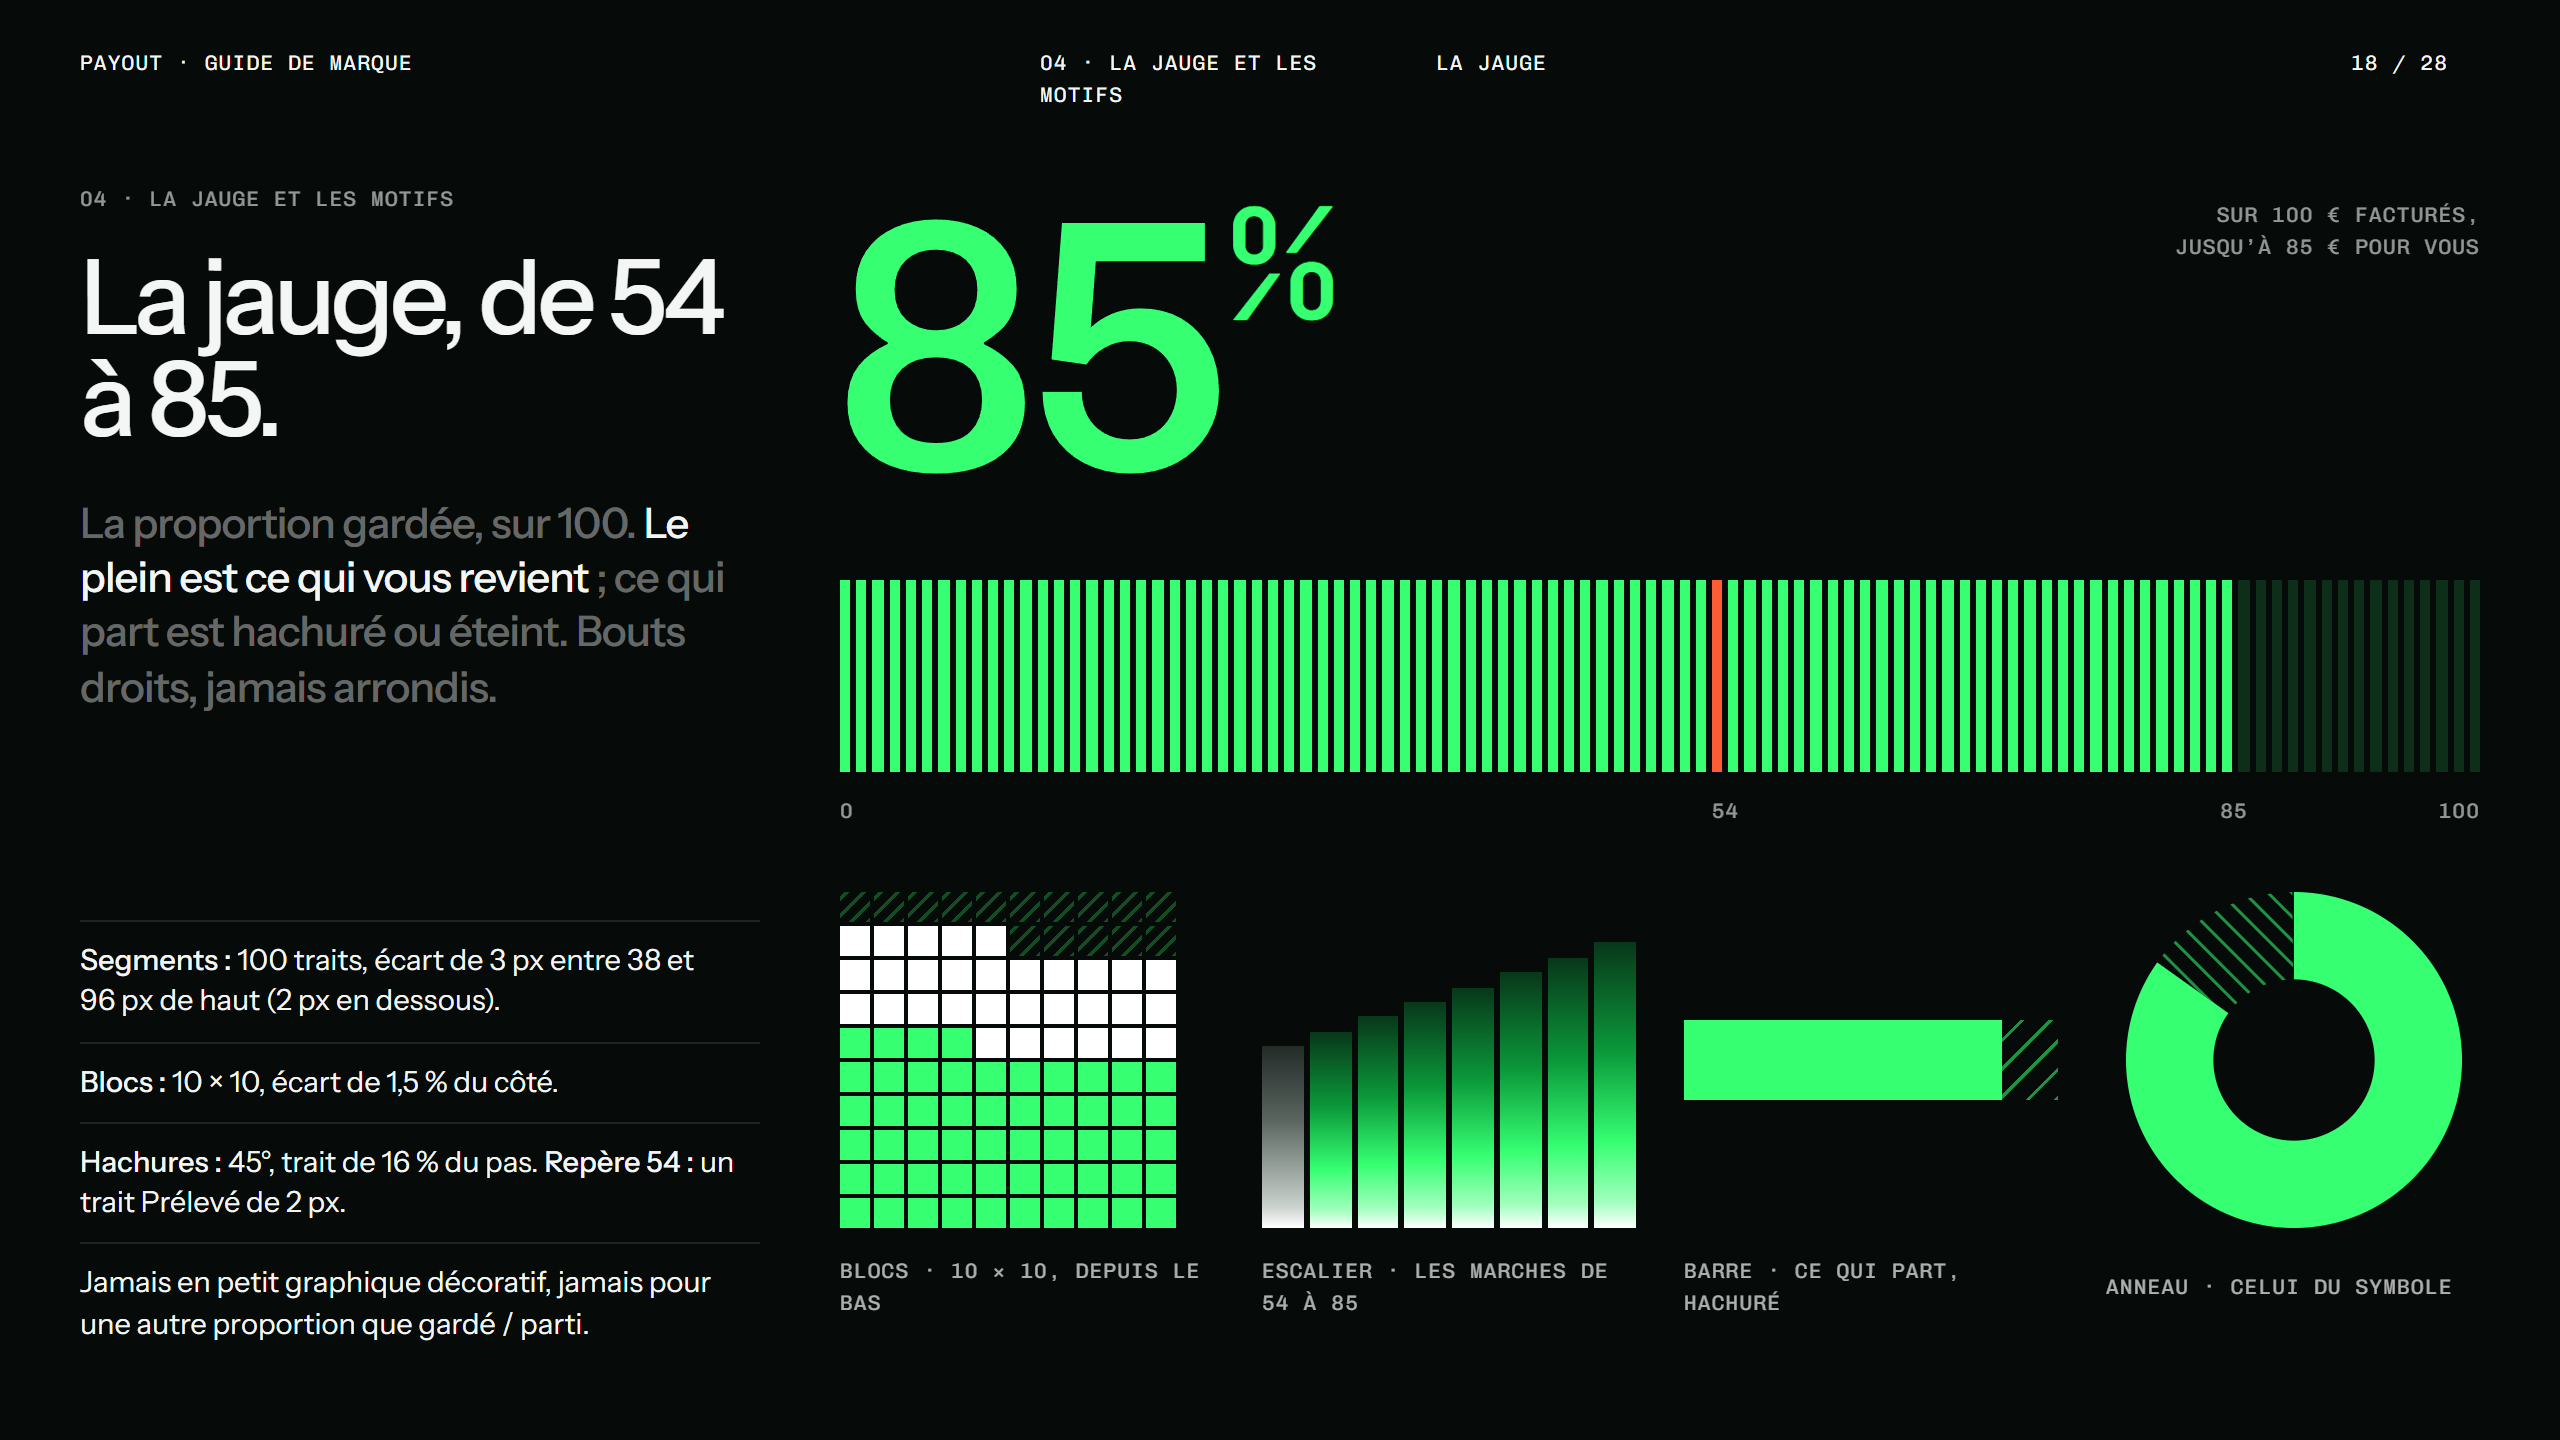 PAYOUT · GUIDE DE MARQUE
04 · LA JAUGE ET LES
MOTIFS
LA JAUGE
18 / 28
04 · LA JAUGE ET LES MOTIFS
La jauge, de 54
à 85.
La proportion gardée, sur 100. Le
plein est ce qui vous revient ; ce qui
part est hachuré ou éteint. Bouts
droits, jamais arrondis.
Segments : 100 traits, écart de 3 px entre 38 et
96 px de haut (2 px en dessous).
Blocs : 10 × 10, écart de 1,5 % du côté.
Hachures : 45°, trait de 16 % du pas. Repère 54 : un
trait Prélevé de 2 px.
Jamais en petit graphique décoratif, jamais pour
une autre proportion que gardé / parti.
85%
SUR 100 € FACTURÉS,
JUSQU'À 85 € POUR VOUS
0
54
85
100
BLOCS · 10 × 10, DEPUIS LE
BAS
ESCALIER · LES MARCHES DE
54 À 85
BARRE · CE QUI PART,
HACHURÉ
ANNEAU · CELUI DU SYMBOLE